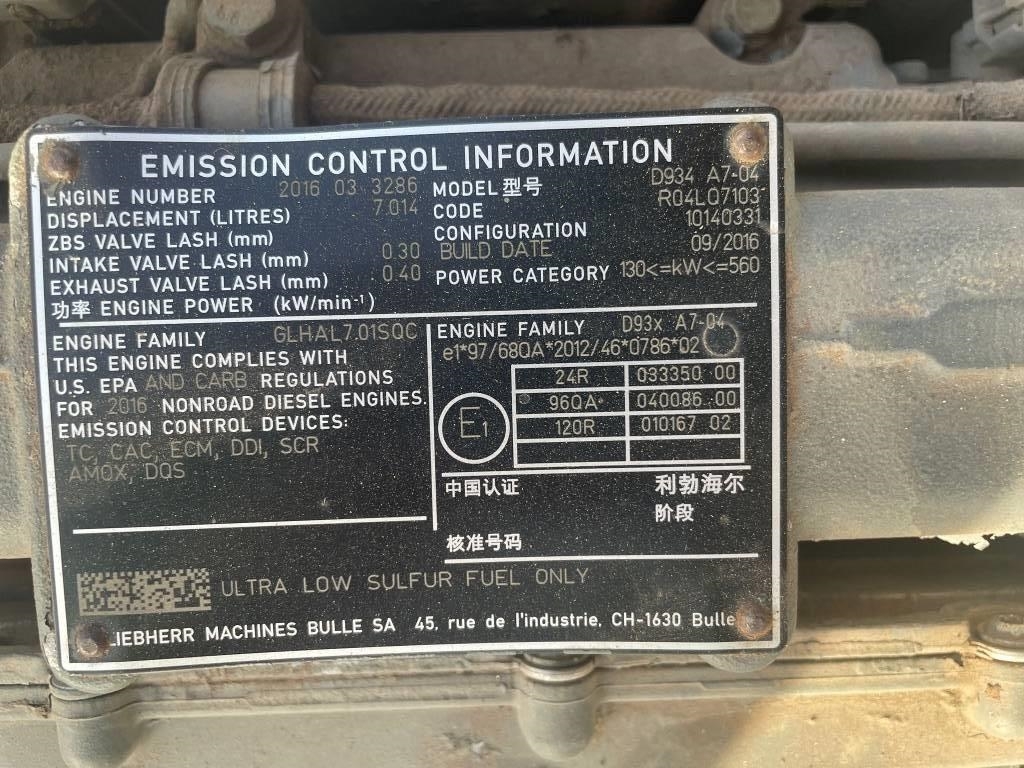 EMISSION CONTROL INFORMATION
ENGINE NUMBER 2016 03 3286
DISPLACEMENT (LITRES) 7.014
ZBS VALVE LASH (mm)
INTAKE VALVE LASH (mm) 0.30
EXHAUST VALVE LASH (mm) 0.40
功率 ENGINE POWER (kW/min⁻¹)
MODEL 型号 D934 A7-04
CODE R04LQ7103
CONFIGURATION 10140331
BUILD DATE 09/2016
POWER CATEGORY 130<=kW<=560
ENGINE FAMILY GLHAL7.01SQC
THIS ENGINE COMPLIES WITH
U.S. EPA AND CARB REGULATIONS
FOR 2016 NONROAD DIESEL ENGINES.
EMISSION CONTROL DEVICES:
TC, CAC, ECM, DDI, SCR
AMOX, DQS
ENGINE FAMILY D93x A7-04
e1*97/68QA*2012/46*0786*02
E1
24R 033350 00
96QA 040086 00
120R 010167 02
中国认证 利勃海尔
阶段
核准号码
ULTRA LOW SULFUR FUEL ONLY
LIEBHERR MACHINES BULLE SA 45, rue de l'industrie, CH-1630 Bulle